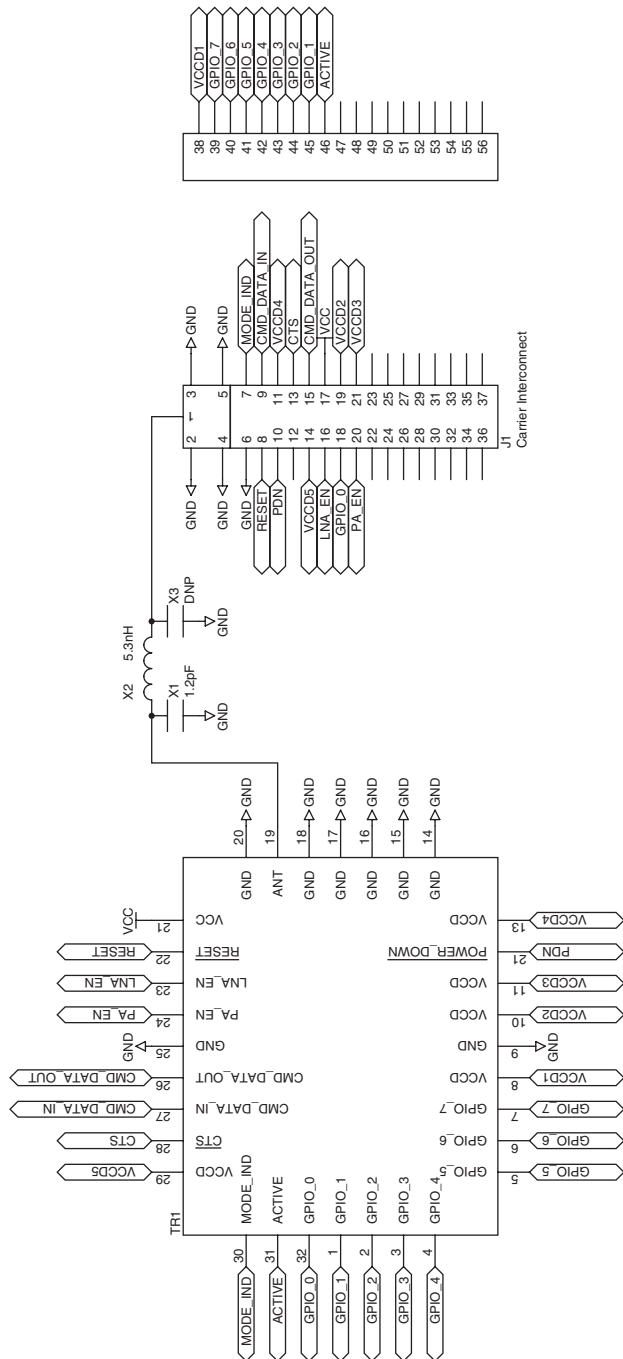 TR1
MODE_IND
ACTIVE
GPIO_0
GPIO_1
GPIO_2
GPIO_3
GPIO_4
30
31
32
1
2
3
4
MODE_IND
ACTIVE
GPIO_0
GPIO_1
GPIO_2
GPIO_3
GPIO_4
VCCD5
CTS
CMD_DATA_IN
CMD_DATA_OUT
GND
PA_EN
LNA_EN
RESET
VCC
29
28
27
26
25
24
23
22
21
VCCD
CTS
CMD_DATA_IN
CMD_DATA_OUT
GND
PA_EN
LNA_EN
RESET
VCC
GPIO_5
GPIO_6
GPIO_7
VCCD
GND
VCCD
VCCD
POWER_DOWN
VCCD
5
6
7
8
9
10
11
21
13
GPIO_5
GPIO_6
GPIO_7
VCCD1
GND
VCCD2
VCCD3
PDN
VCCD4
GND
ANT
GND
GND
GND
GND
GND
20
19
18
17
16
15
14
GND
GND
GND
GND
GND
GND
X2
5.3nH
X1
1.2pF
GND
X3
DNP
GND
1
GND 2
3 GND
GND 4
5 GND
GND 6
7 MODE_IND
RESET 8
9 CMD_DATA_IN
PDN 10
11 VCCD4
12
13 CTS
VCCD5 14
15 CMD_DATA_OUT
LNA_EN 16
17 VCC
GPIO_0 18
19 VCCD2
PA_EN 20
21 VCCD3
22 23
24 25
26 27
28 29
30 31
32 33
34 35
36 37
J1
Carrier Interconnect
38 VCCD1
39 GPIO_7
40 GPIO_6
41 GPIO_5
42 GPIO_4
43 GPIO_3
44 GPIO_2
45 GPIO_1
46 ACTIVE
47
48
49
50
51
52
53
54
55
56